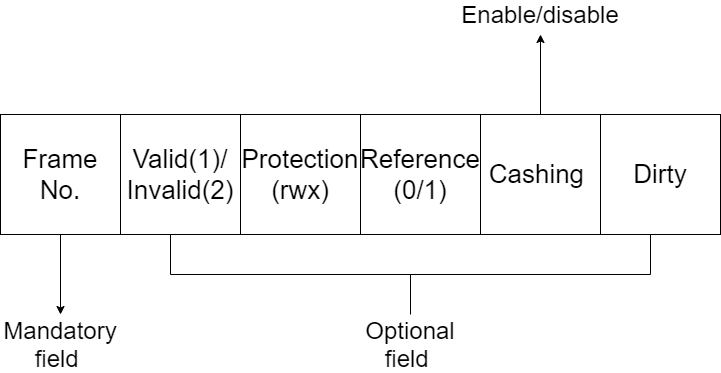 Enable/disable
Frame
No.
Valid(1)/
Invalid(2)
Protection
(rwx)
Reference
(0/1)
Cashing
Dirty
Mandatory
field
Optional
field